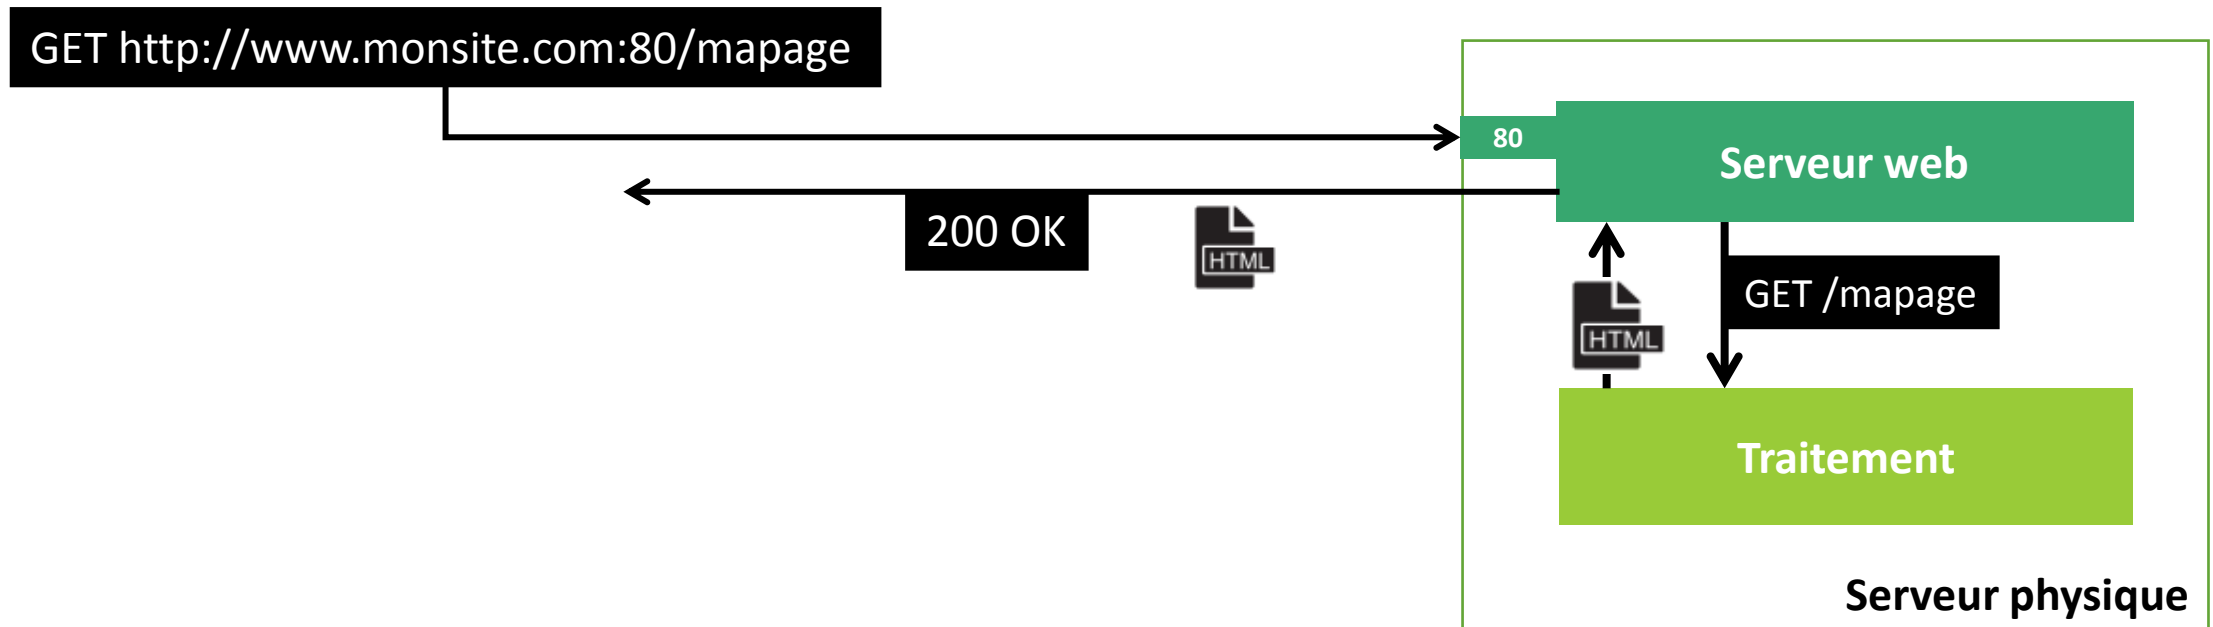 GET http://www.monsite.com:80/mapage
80
Serveur web
200 OK
HTML
GET /mapage
HTML
Traitement
Serveur physique